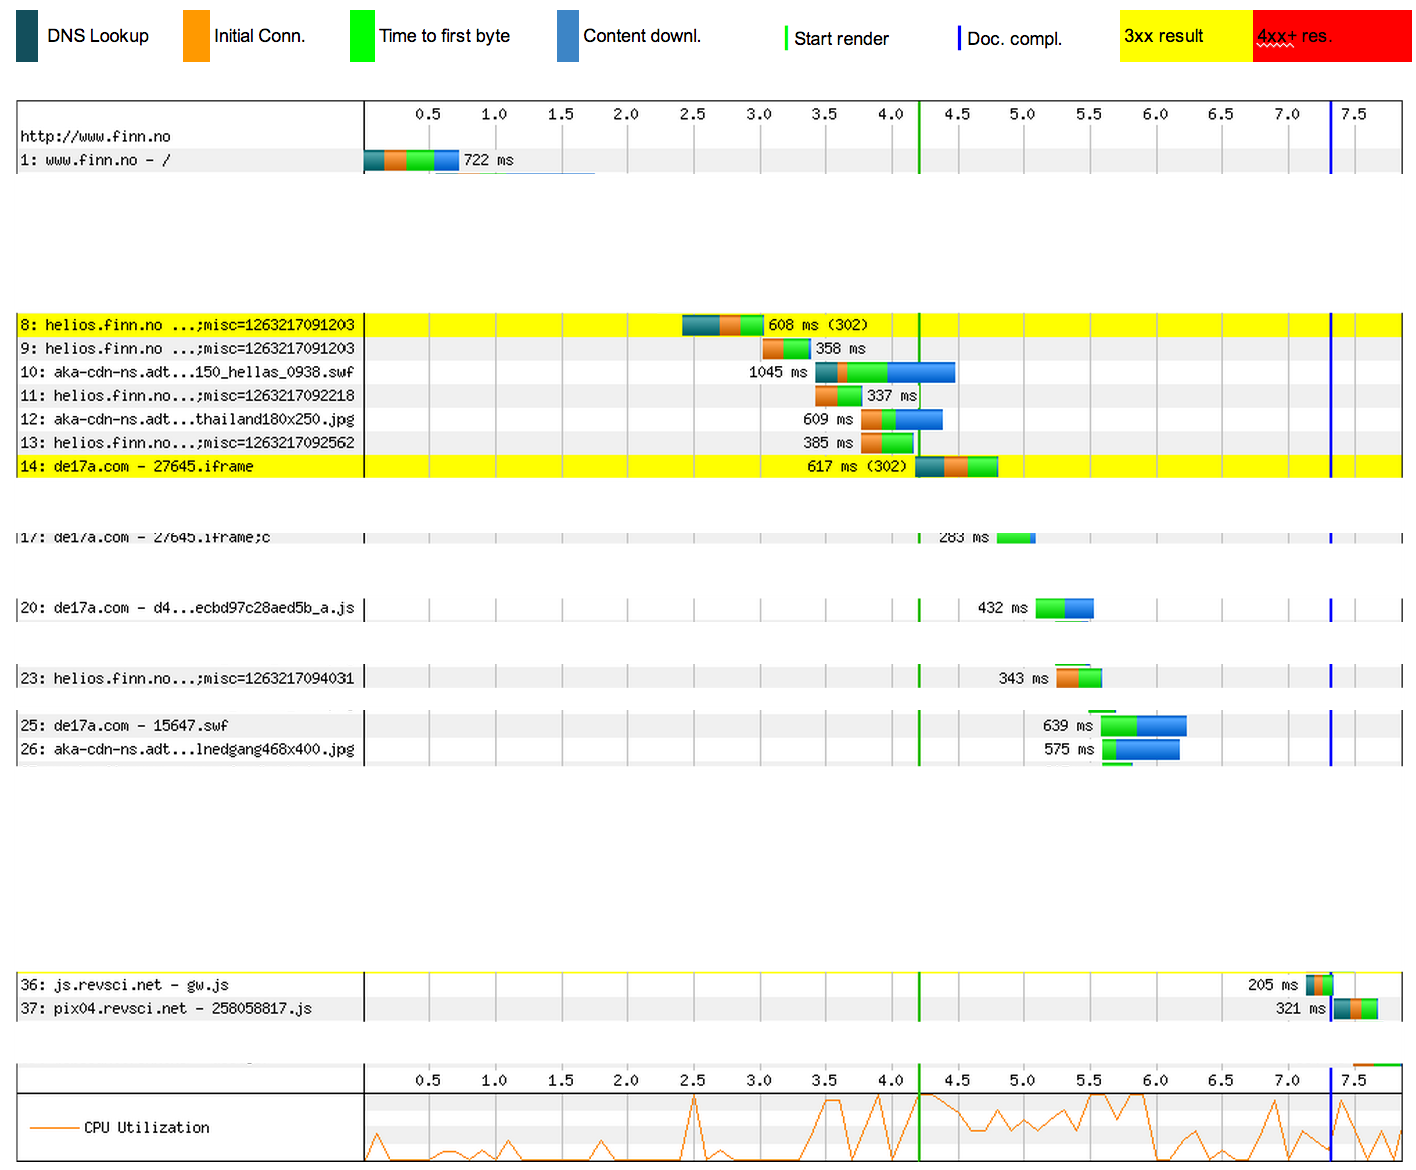 DNS Lookup Initial Conn. Time to first byte Content downl. Start render Doc. compl. 3xx result 4xx+ res.
0.5 1.0 1.5 2.0 2.5 3.0 3.5 4.0 4.5 5.0 5.5 6.0 6.5 7.0 7.5
http://www.finn.no
1: www.finn.no - / 722 ms
8: helios.finn.no ...;misc=1263217091203 608 ms (302)
9: helios.finn.no ...;misc=1263217091203 358 ms
10: aka-cdn-ns.adt...150_hellas_0938.swf 1045 ms
11: helios.finn.no...;misc=1263217092218 337 ms
12: aka-cdn-ns.adt...thailand180x250.jpg 609 ms
13: helios.finn.no...;misc=1263217092562 385 ms
14: de17a.com - 27645.iframe 617 ms (302)
17: de17a.com - 27645.iframe;c 283 ms
20: de17a.com - d4...ecbd97c28aed5b_a.js 432 ms
23: helios.finn.no...;misc=1263217094031 343 ms
25: de17a.com - 15647.swf 639 ms
26: aka-cdn-ns.adt...lnedgang468x400.jpg 575 ms
36: js.revsci.net - gw.js 205 ms
37: pix04.revsci.net - 258058817.js 321 ms
0.5 1.0 1.5 2.0 2.5 3.0 3.5 4.0 4.5 5.0 5.5 6.0 6.5 7.0 7.5
CPU Utilization